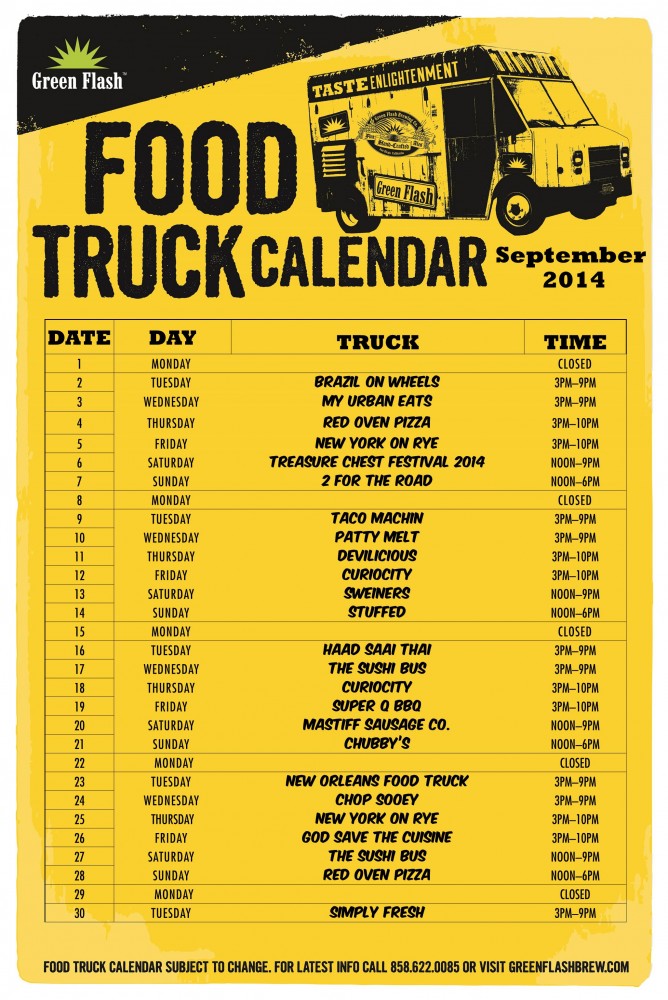 Green Flash™
TASTE ENLIGHTENMENT
Green Flash Brewing Co.
Hand-Crafted
Green Flash
FOOD
TRUCK CALENDAR
September
2014
DATE DAY TRUCK TIME
1 MONDAY CLOSED
2 TUESDAY BRAZIL ON WHEELS 3PM–9PM
3 WEDNESDAY MY URBAN EATS 3PM–9PM
4 THURSDAY RED OVEN PIZZA 3PM–10PM
5 FRIDAY NEW YORK ON RYE 3PM–10PM
6 SATURDAY TREASURE CHEST FESTIVAL 2014 NOON–9PM
7 SUNDAY 2 FOR THE ROAD NOON–6PM
8 MONDAY CLOSED
9 TUESDAY TACO MACHIN 3PM–9PM
10 WEDNESDAY PATTY MELT 3PM–9PM
11 THURSDAY DEVILICIOUS 3PM–10PM
12 FRIDAY CURIOCITY 3PM–10PM
13 SATURDAY SWEINERS NOON–9PM
14 SUNDAY STUFFED NOON–6PM
15 MONDAY CLOSED
16 TUESDAY HAAD SAAI THAI 3PM–9PM
17 WEDNESDAY THE SUSHI BUS 3PM–9PM
18 THURSDAY CURIOCITY 3PM–10PM
19 FRIDAY SUPER Q BBQ 3PM–10PM
20 SATURDAY MASTIFF SAUSAGE CO. NOON–9PM
21 SUNDAY CHUBBY'S NOON–6PM
22 MONDAY CLOSED
23 TUESDAY NEW ORLEANS FOOD TRUCK 3PM–9PM
24 WEDNESDAY CHOP SOOEY 3PM–9PM
25 THURSDAY NEW YORK ON RYE 3PM–10PM
26 FRIDAY GOD SAVE THE CUISINE 3PM–10PM
27 SATURDAY THE SUSHI BUS NOON–9PM
28 SUNDAY RED OVEN PIZZA NOON–6PM
29 MONDAY CLOSED
30 TUESDAY SIMPLY FRESH 3PM–9PM
FOOD TRUCK CALENDAR SUBJECT TO CHANGE. FOR LATEST INFO CALL 858.622.0085 OR VISIT GREENFLASHBREW.COM